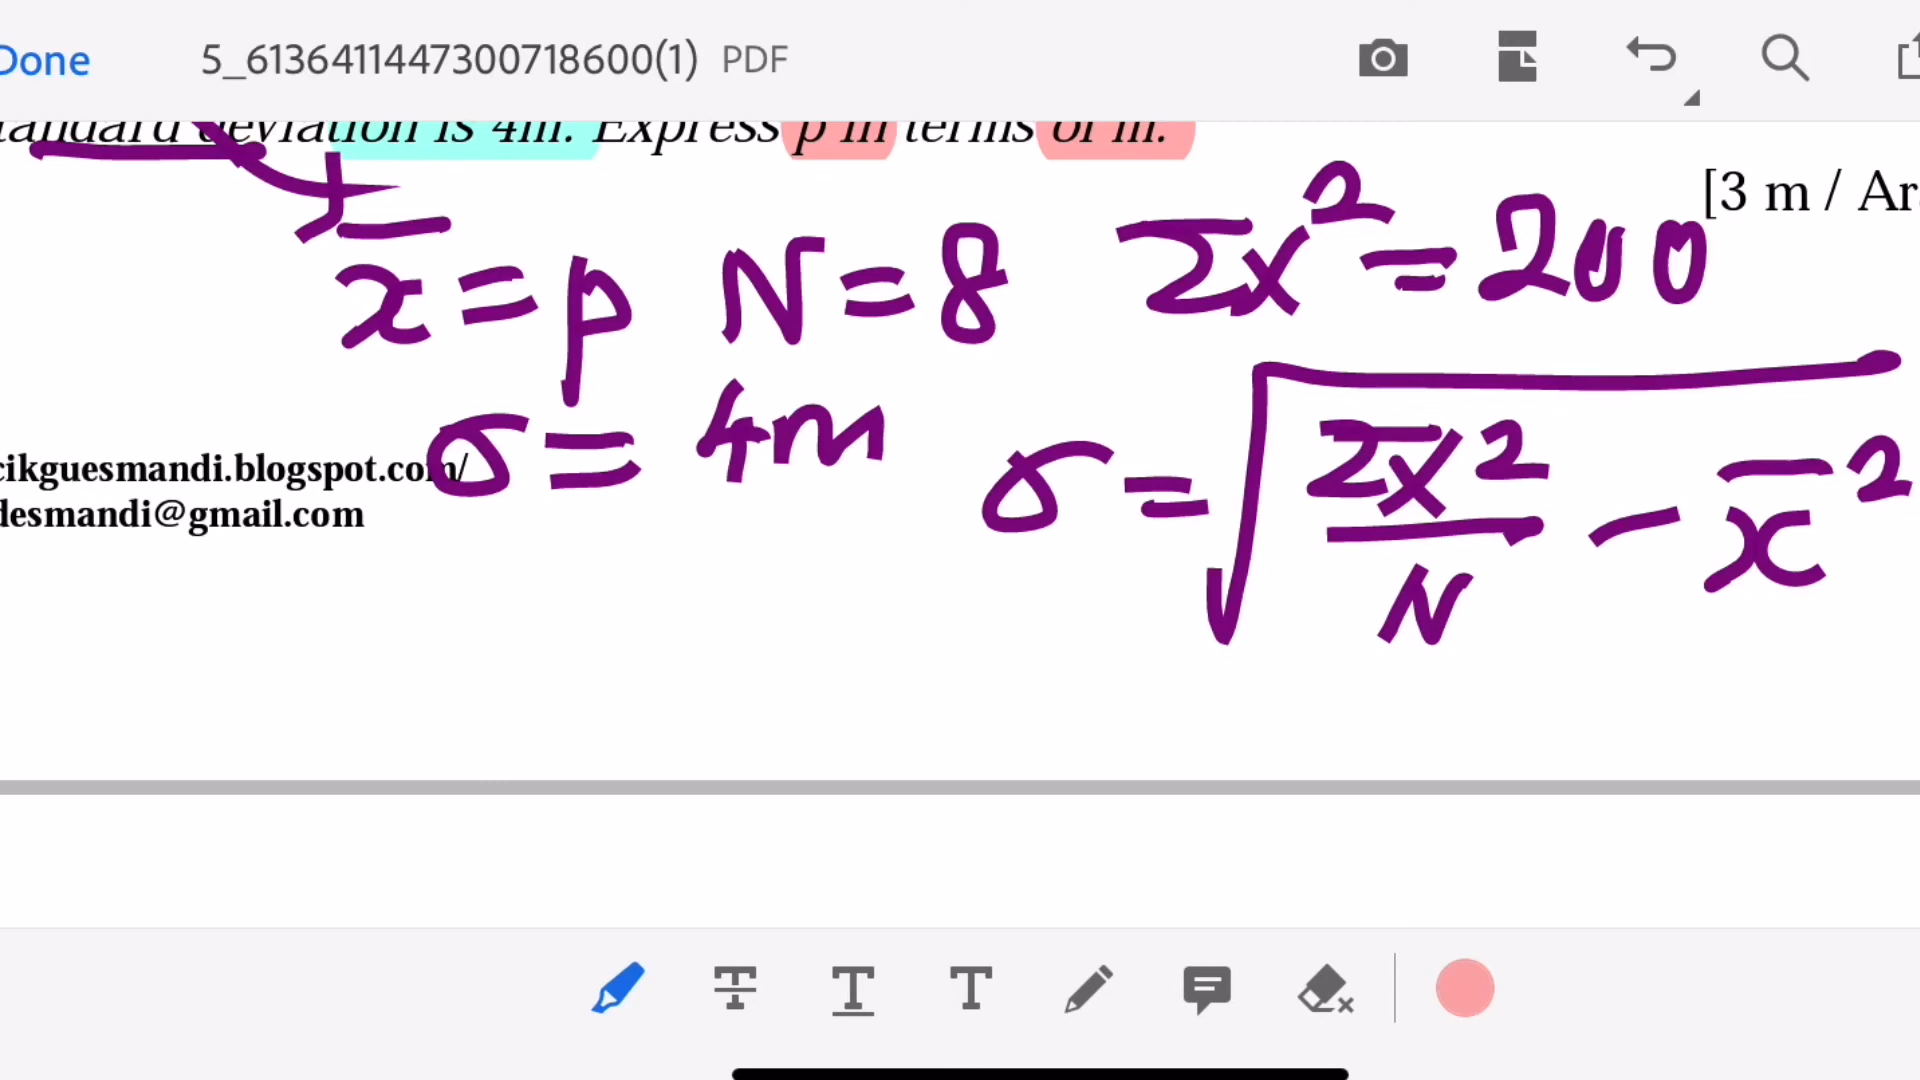 Done 5_6136411447300718600(1) PDF
tandard deviation is 4m. Express p in terms of m.
[3 m / Ar
x̄ = p N = 8 Σx² = 200
σ = 4m σ = √(Σx²/N − x̄²)
cikguesmandi.blogspot.com/
desmandi@gmail.com